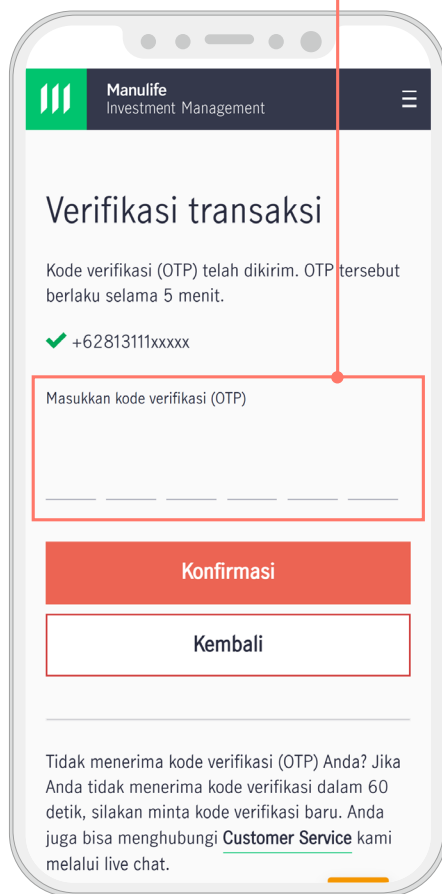 Manulife
Investment Management
Verifikasi transaksi
Kode verifikasi (OTP) telah dikirim. OTP tersebut
berlaku selama 5 menit.
+62813111xxxxx
Masukkan kode verifikasi (OTP)
Konfirmasi
Kembali
Tidak menerima kode verifikasi (OTP) Anda? Jika
Anda tidak menerima kode verifikasi dalam 60
detik, silakan minta kode verifikasi baru. Anda
juga bisa menghubungi Customer Service kami
melalui live chat.